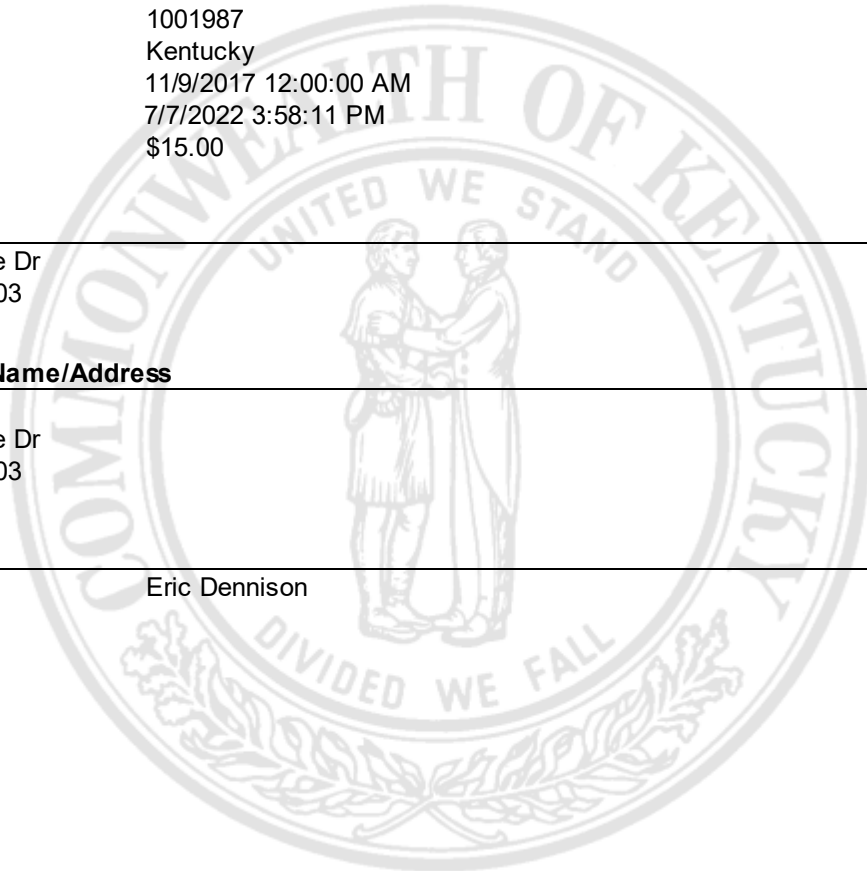 1001987
Kentucky
11/9/2017 12:00:00 AM
7/7/2022 3:58:11 PM
$15.00
e Dr
03
Name/Address
e Dr
03
Eric Dennison
COMMONWEALTH OF KENTUCKY
UNITED WE STAND
DIVIDED WE FALL